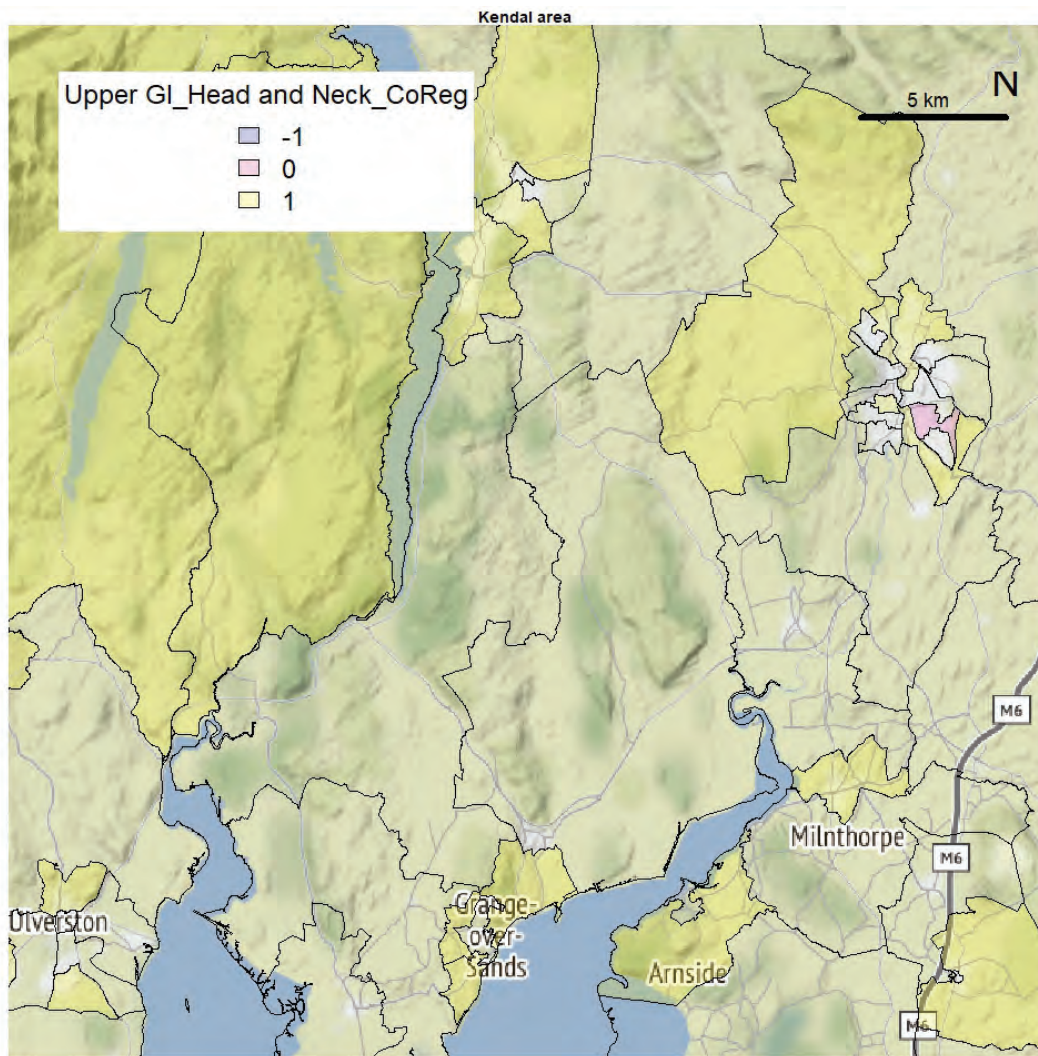 Kendal area
Upper GI_Head and Neck_CoReg
-1
0
1
N
5 km
M6
Milnthorpe
M6
Grange-
over-
Sands
Ulverston
Arnside
M6